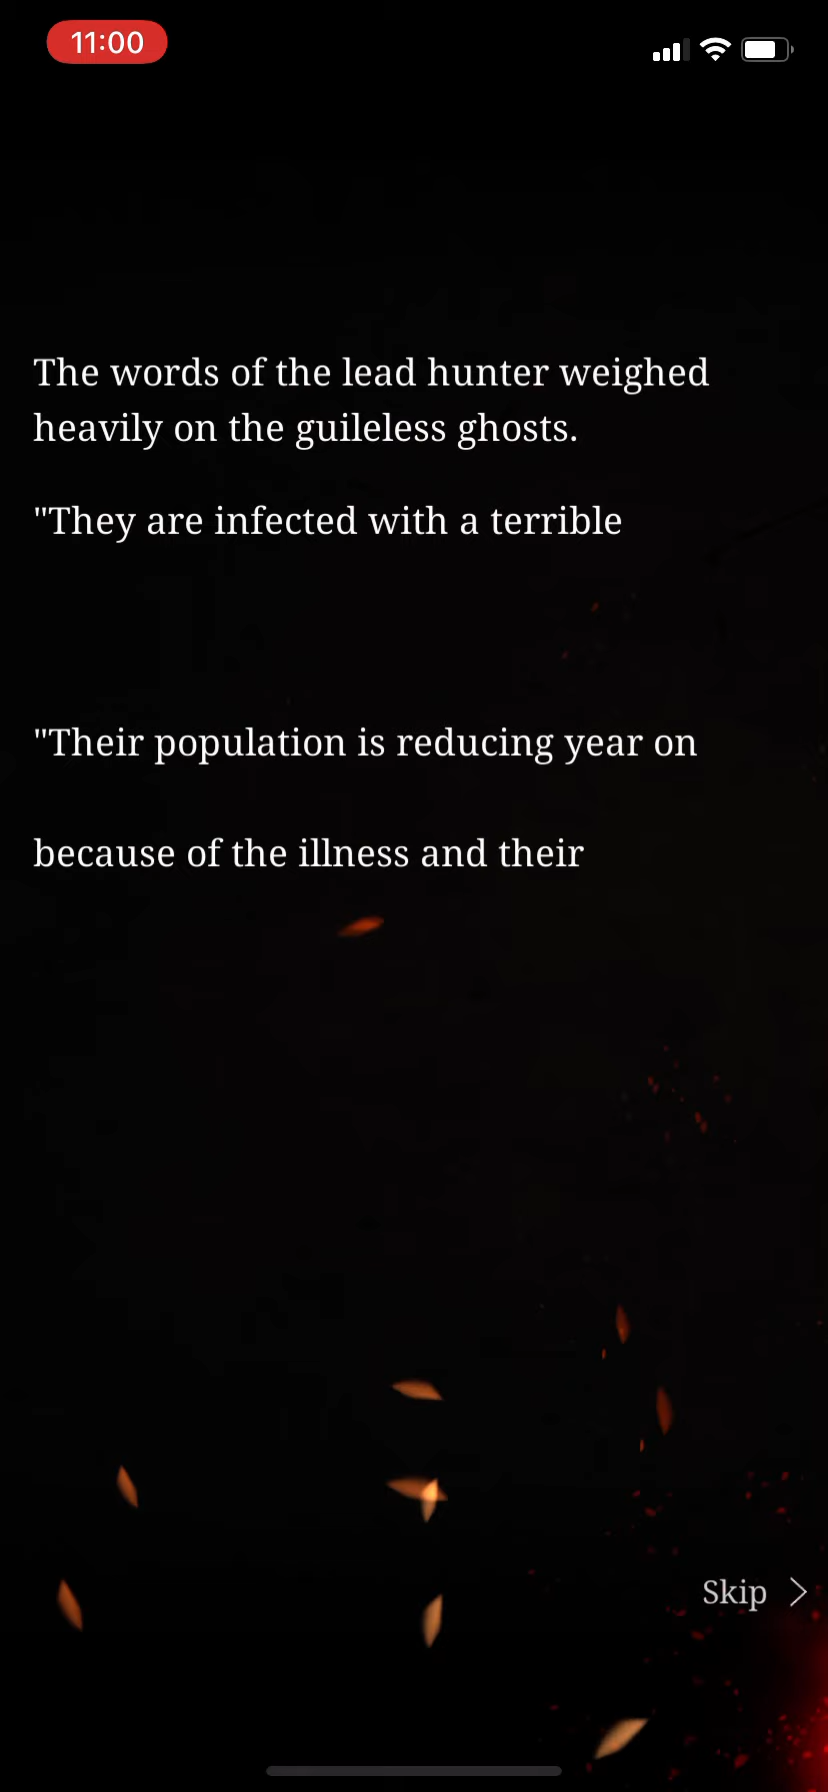 11:00
The words of the lead hunter weighed
heavily on the guileless ghosts.
"They are infected with a terrible
"Their population is reducing year on
because of the illness and their
Skip